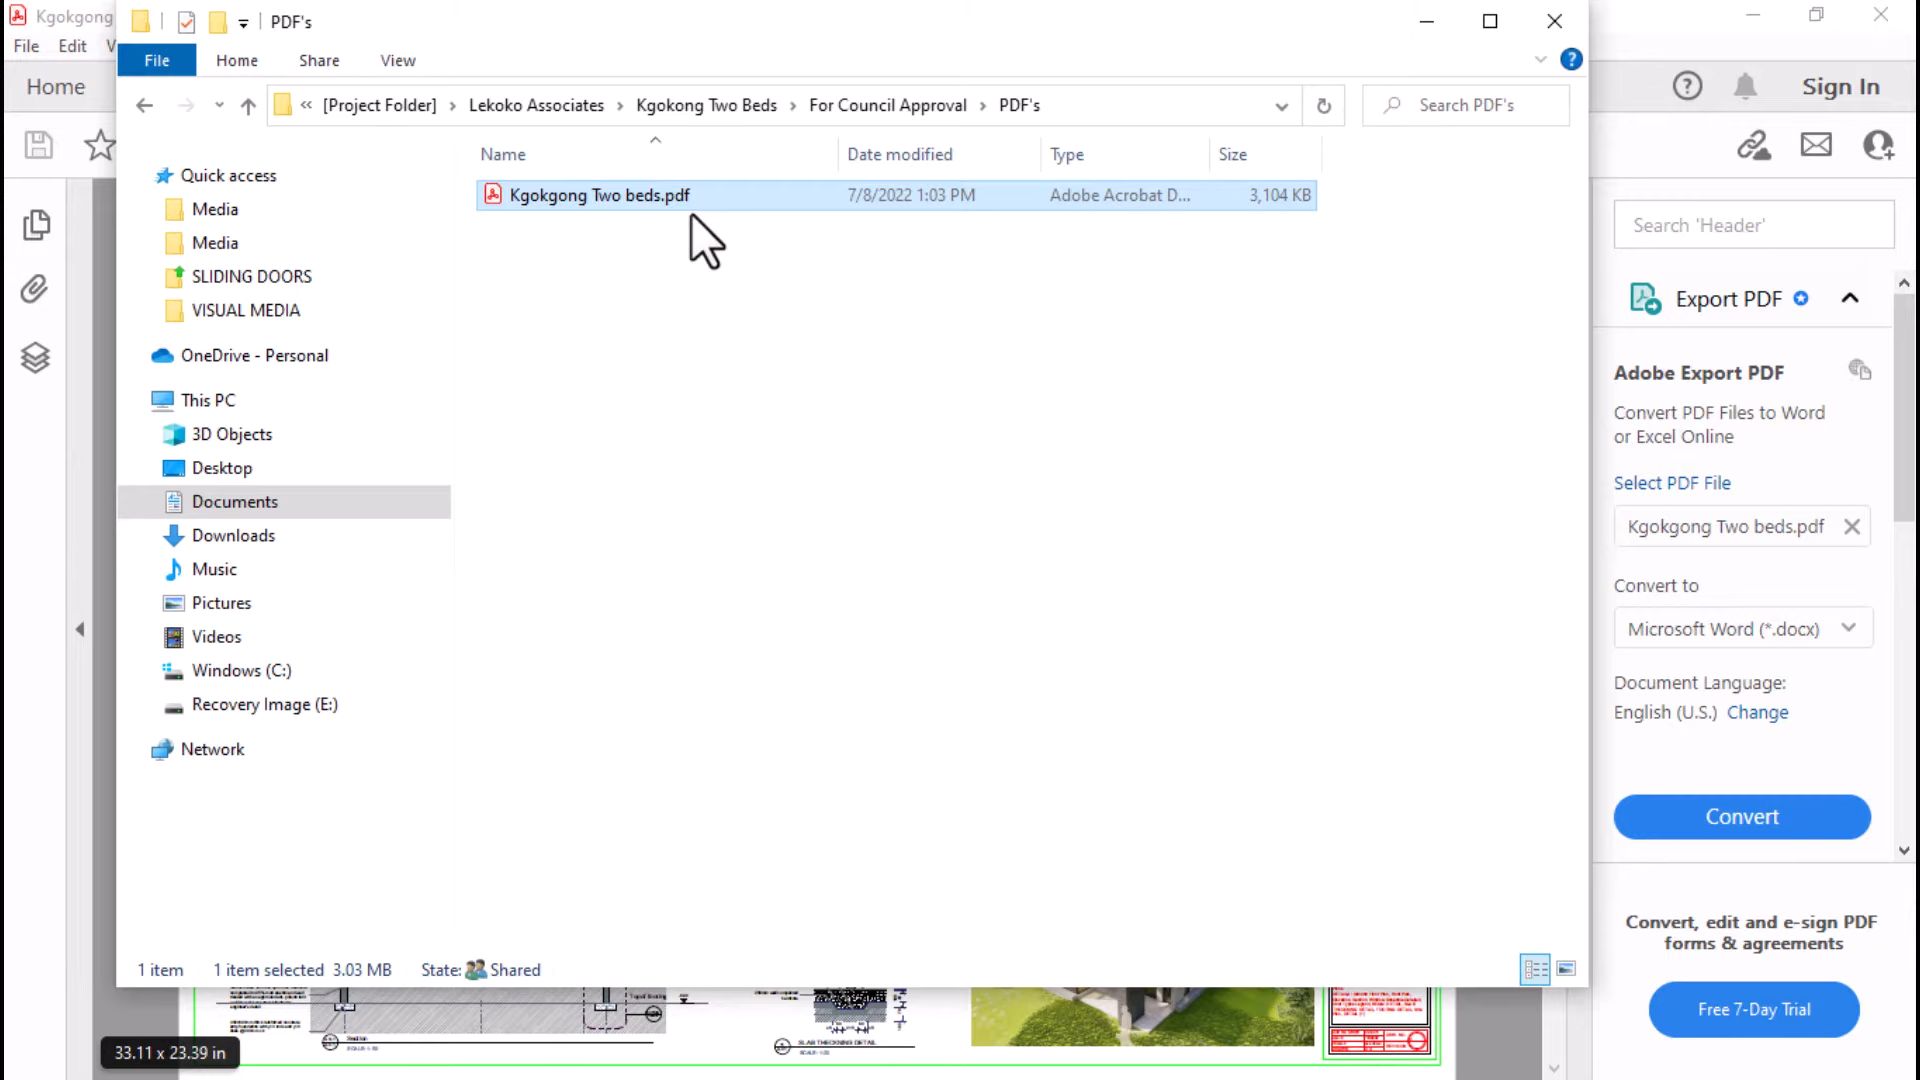 Kgokgong
PDF's
File Edit V
File Home Share View
Home
Sign In
« [Project Folder] › Lekoko Associates › Kgokong Two Beds › For Council Approval › PDF's
Search PDF's
Name Date modified Type Size
Kgokgong Two beds.pdf 7/8/2022 1:03 PM Adobe Acrobat D... 3,104 KB
Quick access
Media
Media
SLIDING DOORS
VISUAL MEDIA
OneDrive - Personal
This PC
3D Objects
Desktop
Documents
Downloads
Music
Pictures
Videos
Windows (C:)
Recovery Image (E:)
Network
1 item 1 item selected 3.03 MB State: Shared
Search 'Header'
Export PDF
Adobe Export PDF
Convert PDF Files to Word
or Excel Online
Select PDF File
Kgokgong Two beds.pdf
Convert to
Microsoft Word (*.docx)
Document Language:
English (U.S.) Change
Convert
Convert, edit and e-sign PDF
forms & agreements
Free 7-Day Trial
Section
SLAB THECKNING DETAIL
33.11 x 23.39 in